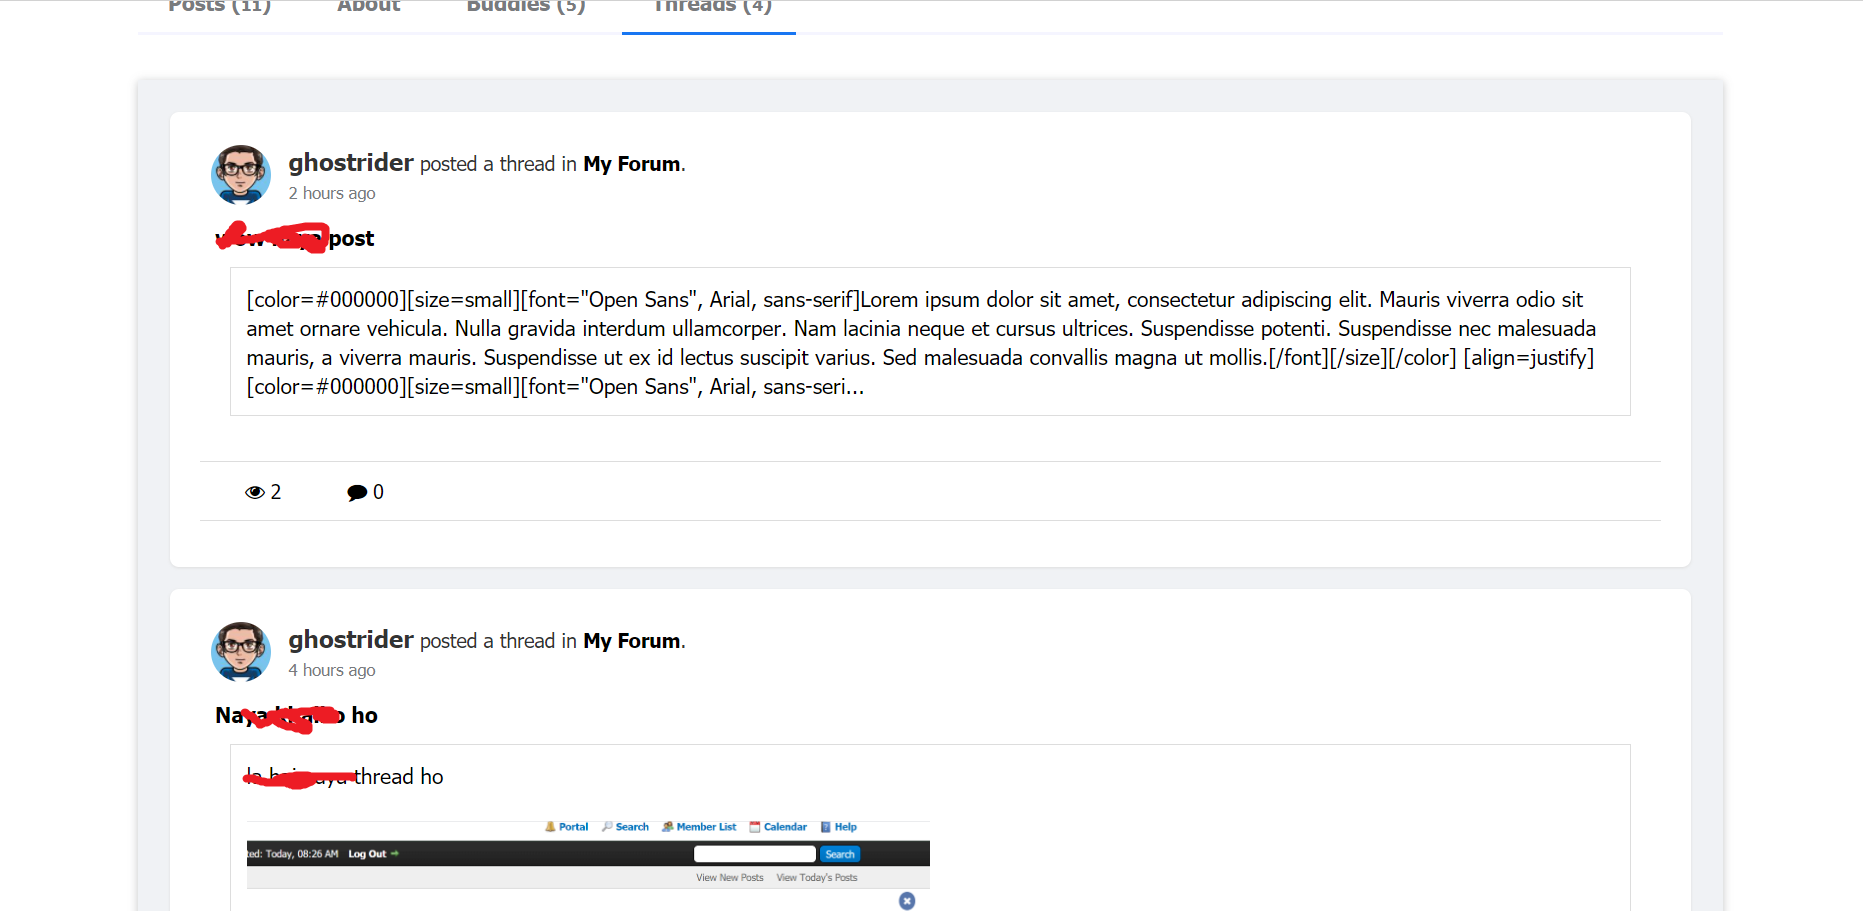 Posts (11) About Buddies (5) Threads (4)
ghostrider posted a thread in My Forum.
2 hours ago
post
[color=#000000][size=small][font="Open Sans", Arial, sans-serif]Lorem ipsum dolor sit amet, consectetur adipiscing elit. Mauris viverra odio sit
amet ornare vehicula. Nulla gravida interdum ullamcorper. Nam lacinia neque et cursus ultrices. Suspendisse potenti. Suspendisse nec malesuada
mauris, a viverra mauris. Suspendisse ut ex id lectus suscipit varius. Sed malesuada convallis magna ut mollis.[/font][/size][/color] [align=justify]
[color=#000000][size=small][font="Open Sans", Arial, sans-seri...
2 0
ghostrider posted a thread in My Forum.
4 hours ago
ho
thread ho
Portal Search Member List Calendar Help
ted: Today, 08:26 AM Log Out Search
View New Posts View Today's Posts